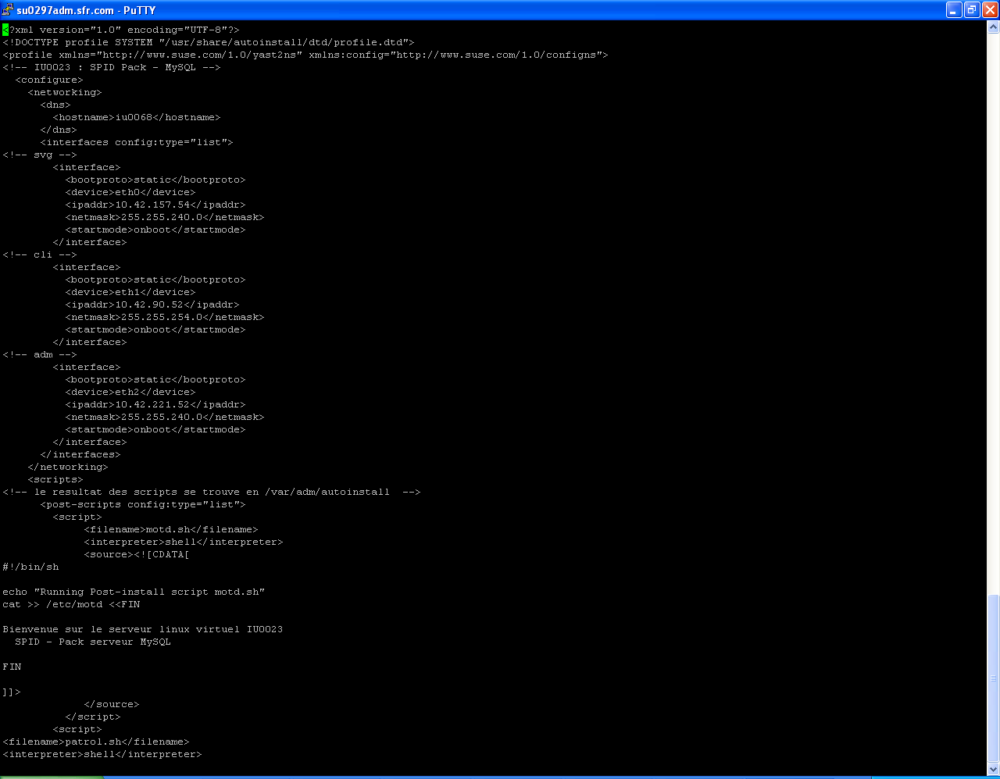 su0297adm.sfr.com - PuTTY
<?xml version="1.0" encoding="UTF-8"?>
<!DOCTYPE profile SYSTEM "/usr/share/autoinstall/dtd/profile.dtd">
<profile xmlns="http://www.suse.com/1.0/yast2ns" xmlns:config="http://www.suse.com/1.0/configns">
<!-- IU0023 : SPID Pack - MySQL -->
  <configure>
    <networking>
      <dns>
        <hostname>iu0068</hostname>
      </dns>
      <interfaces config:type="list">
<!-- svg -->
        <interface>
          <bootproto>static</bootproto>
          <device>eth0</device>
          <ipaddr>10.42.157.54</ipaddr>
          <netmask>255.255.240.0</netmask>
          <startmode>onboot</startmode>
        </interface>
<!-- cli -->
        <interface>
          <bootproto>static</bootproto>
          <device>eth1</device>
          <ipaddr>10.42.90.52</ipaddr>
          <netmask>255.255.254.0</netmask>
          <startmode>onboot</startmode>
        </interface>
<!-- adm -->
        <interface>
          <bootproto>static</bootproto>
          <device>eth2</device>
          <ipaddr>10.42.221.52</ipaddr>
          <netmask>255.255.240.0</netmask>
          <startmode>onboot</startmode>
        </interface>
      </interfaces>
    </networking>
    <scripts>
<!-- le resultat des scripts se trouve en /var/adm/autoinstall  -->
      <post-scripts config:type="list">
        <script>
             <filename>motd.sh</filename>
             <interpreter>shell</interpreter>
             <source><![CDATA[
#!/bin/sh

echo "Running Post-install script motd.sh"
cat >> /etc/motd <<FIN

Bienvenue sur le serveur linux virtuel IU0023
  SPID - Pack serveur MySQL

FIN

]]>
             </source>
          </script>
        <script>
<filename>patrol.sh</filename>
<interpreter>shell</interpreter>